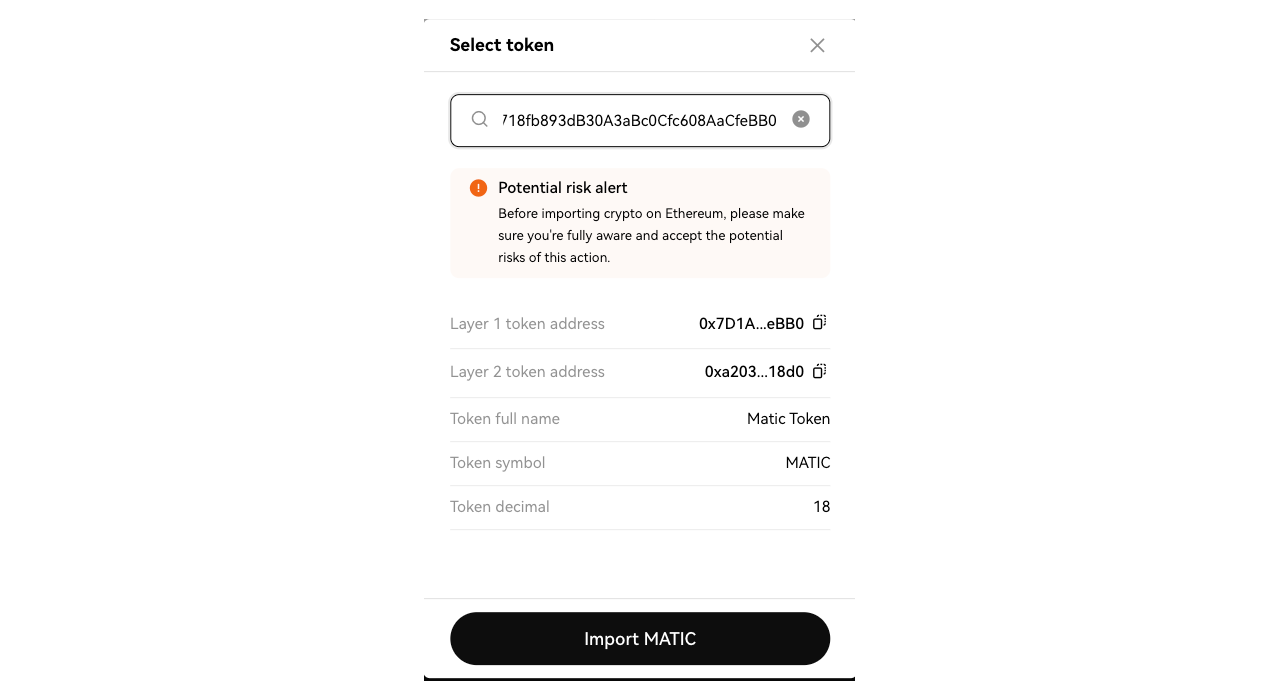 Select token
718fb893dB30A3aBc0Cfc608AaCfeBB0
Potential risk alert
Before importing crypto on Ethereum, please make
sure you're fully aware and accept the potential
risks of this action.
Layer 1 token address 0x7D1A...eBB0
Layer 2 token address 0xa203...18d0
Token full name Matic Token
Token symbol MATIC
Token decimal 18
Import MATIC